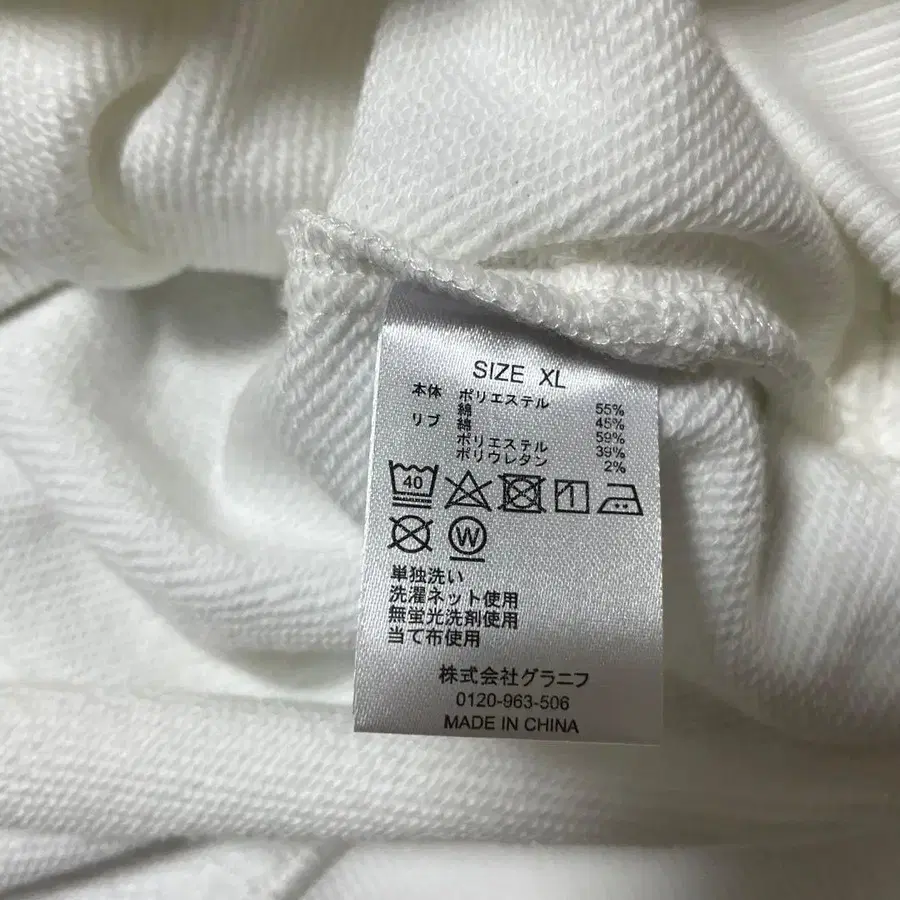 SIZE XL
本体 ポリエステル 55%
綿 45%
リブ 綿 59%
ポリエステル 39%
ポリウレタン 2%
40
W
単独洗い
洗濯ネット使用
無蛍光洗剤使用
当て布使用
株式会社グラニフ
0120-963-506
MADE IN CHINA